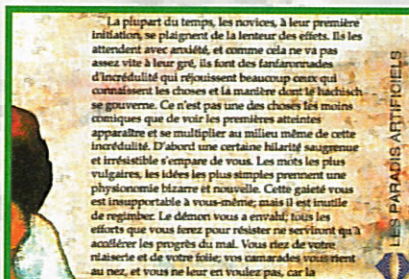 La plupart du temps, les novices, à leur première
initiation, se plaignent de la lenteur des effets. Ils les
attendent avec anxiété, et comme cela ne va pas
assez vite à leur gré, ils font des fanfaronnades
d'incrédulité qui réjouissent beaucoup ceux qui
connaissent les choses et la manière dont le hachisch
se gouverne. Ce n'est pas une des choses les moins
comiques que de voir les premières atteintes
apparaître et se multiplier au milieu même de cette
incrédulité. D'abord une certaine hilarité saugrenue
et irrésistible s'empare de vous. Les mots les plus
vulgaires, les idées les plus simples prennent une
physionomie bizarre et nouvelle. Cette gaieté vous
est insupportable à vous-même; mais il est inutile
de regimber. Le démon vous a envahi; tous les
efforts que vous ferez pour résister ne serviront qu'à
accélérer les progrès du mal. Vous riez de votre
niaiserie et de votre folie; vos camarades vous rient
au nez, et vous ne leur en voulez pas, car la
LES PARADIS ARTIFICIELS